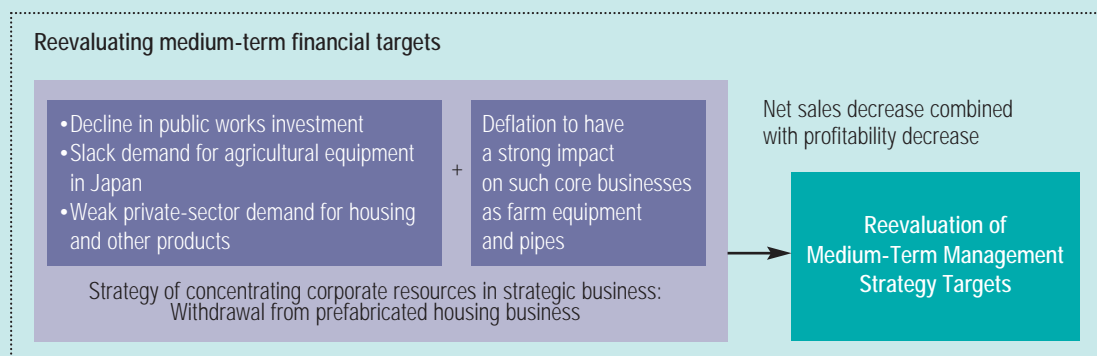 Reevaluating medium-term financial targets
•Decline in public works investment
•Slack demand for agricultural equipment
in Japan
•Weak private-sector demand for housing
and other products
+
Deflation to have
a strong impact
on such core businesses
as farm equipment
and pipes
Strategy of concentrating corporate resources in strategic business:
Withdrawal from prefabricated housing business
Net sales decrease combined
with profitability decrease
Reevaluation of
Medium-Term Management
Strategy Targets